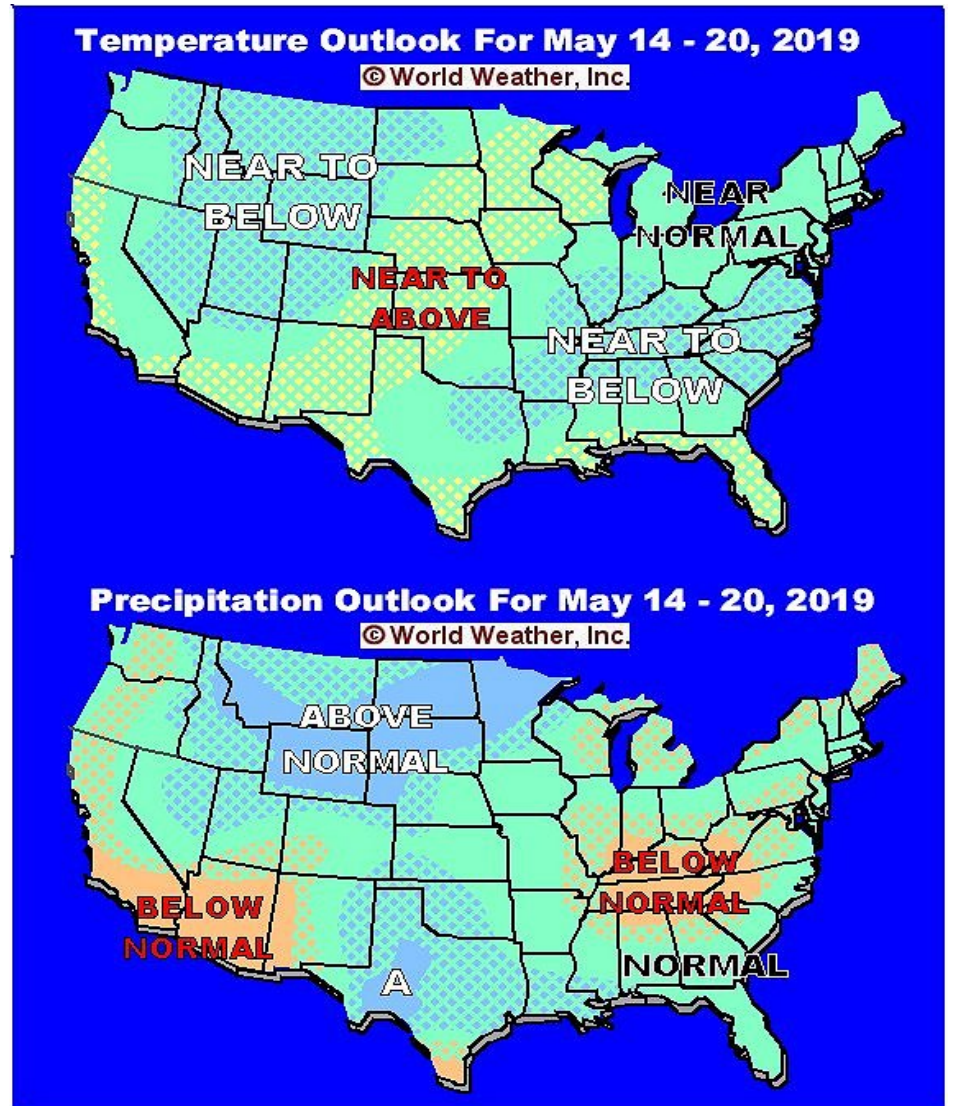 Temperature Outlook For May 14 - 20, 2019
© World Weather, Inc.
NEAR TO
BELOW
NEAR
NORMAL
NEAR TO
ABOVE
NEAR TO
BELOW
Precipitation Outlook For May 14 - 20, 2019
© World Weather, Inc.
ABOVE
NORMAL
BELOW
NORMAL
BELOW
NORMAL
NORMAL
A